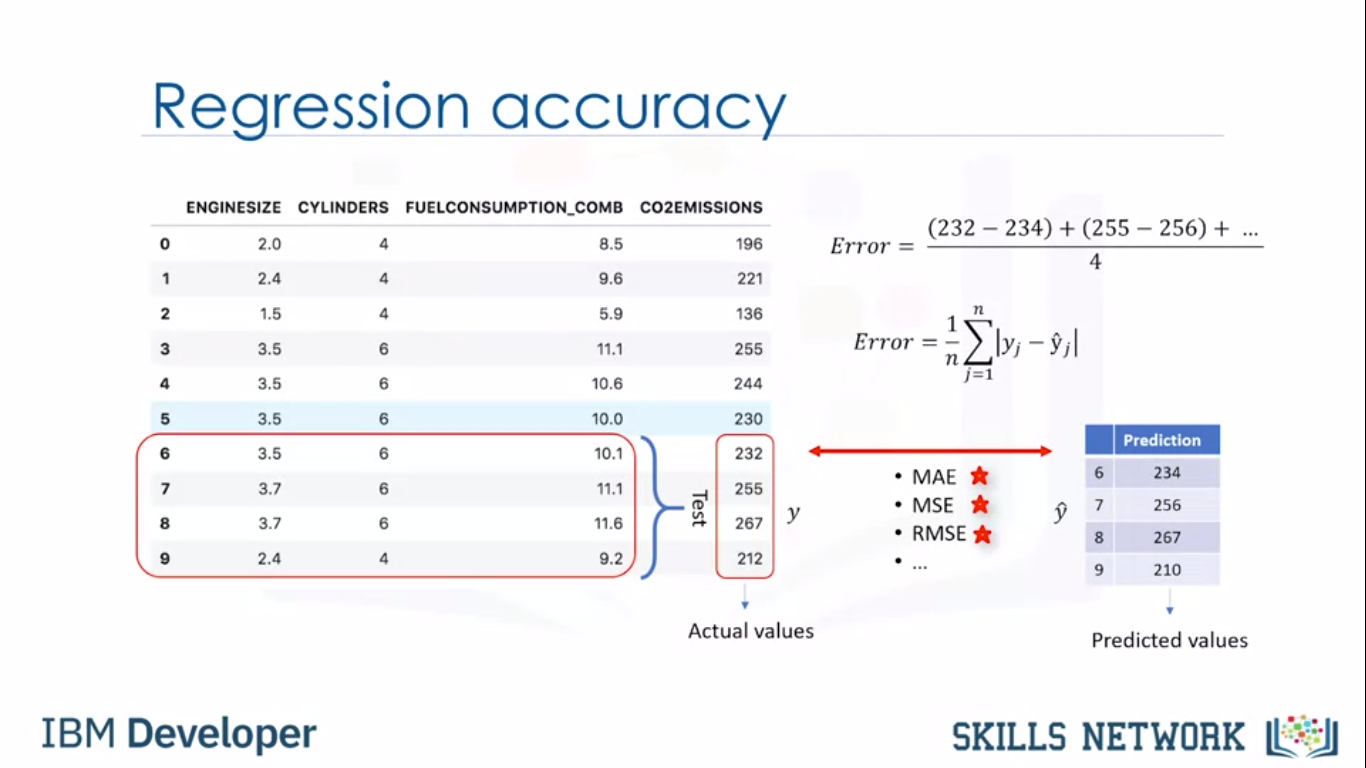 Regression accuracy
ENGINESIZE CYLINDERS FUELCONSUMPTION_COMB CO2EMISSIONS
0 2.0 4 8.5 196
1 2.4 4 9.6 221
2 1.5 4 5.9 136
3 3.5 6 11.1 255
4 3.5 6 10.6 244
5 3.5 6 10.0 230
6 3.5 6 10.1 232
7 3.7 6 11.1 255
8 3.7 6 11.6 267
9 2.4 4 9.2 212
Test
y
Actual values
Error = \frac{(232 − 234) + (255 − 256) + …}{4}
Error = \frac{1}{n} \sum_{j=1}^{n} |y_j − ŷ_j|
• MAE
• MSE
• RMSE
• ...
ŷ
Prediction
6 234
7 256
8 267
9 210
Predicted values
IBM Developer
SKILLS NETWORK